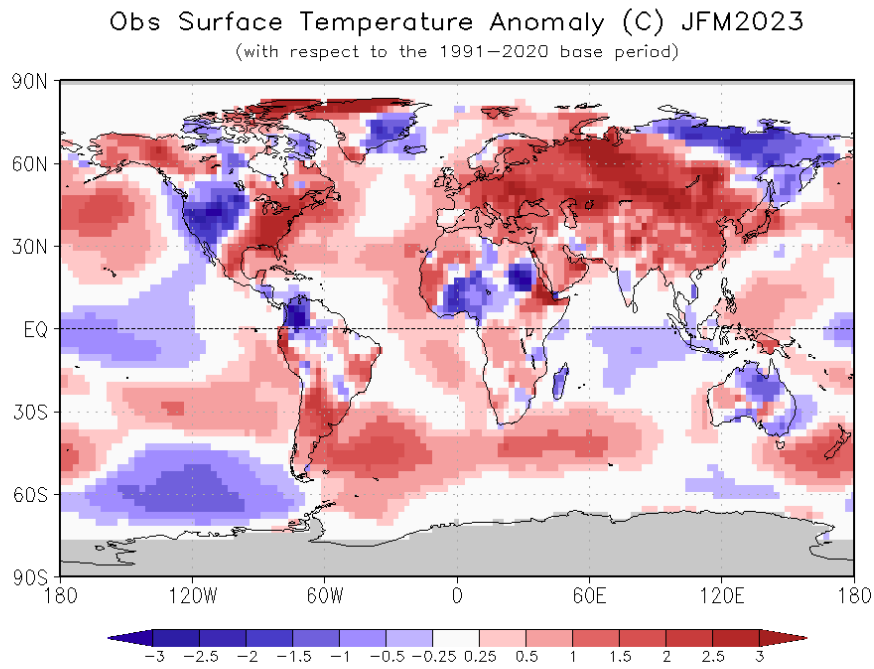 Obs Surface Temperature Anomaly (C) JFM2023
(with respect to the 1991−2020 base period)
90N
60N
30N
EQ
30S
60S
90S
180 120W 60W 0 60E 120E 180
−3 −2.5 −1.5 −1 −0.5 −0.25 0.25 0.5 1 1.5 2 2.5 3